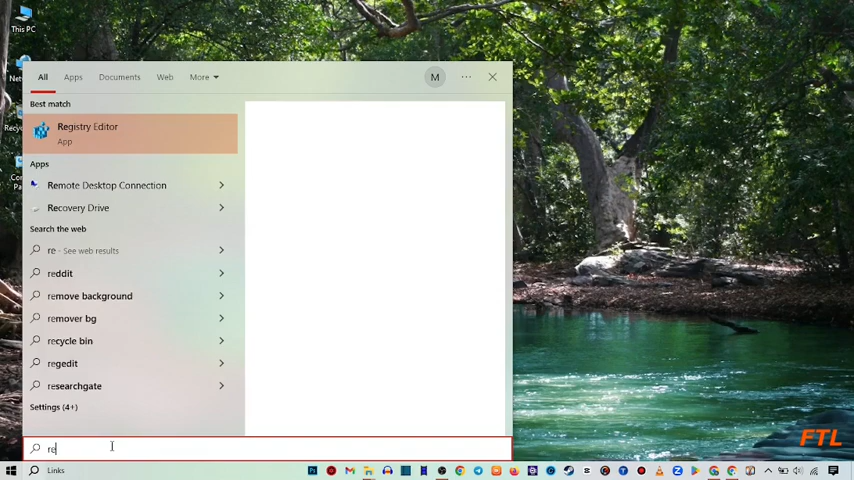 This PC
All Apps Documents Web More
M
Best match
Registry Editor
App
Apps
Remote Desktop Connection
Recovery Drive
Search the web
re - See web results
reddit
remove background
remover bg
recycle bin
regedit
researchgate
Settings (4+)
re
FTL
Links